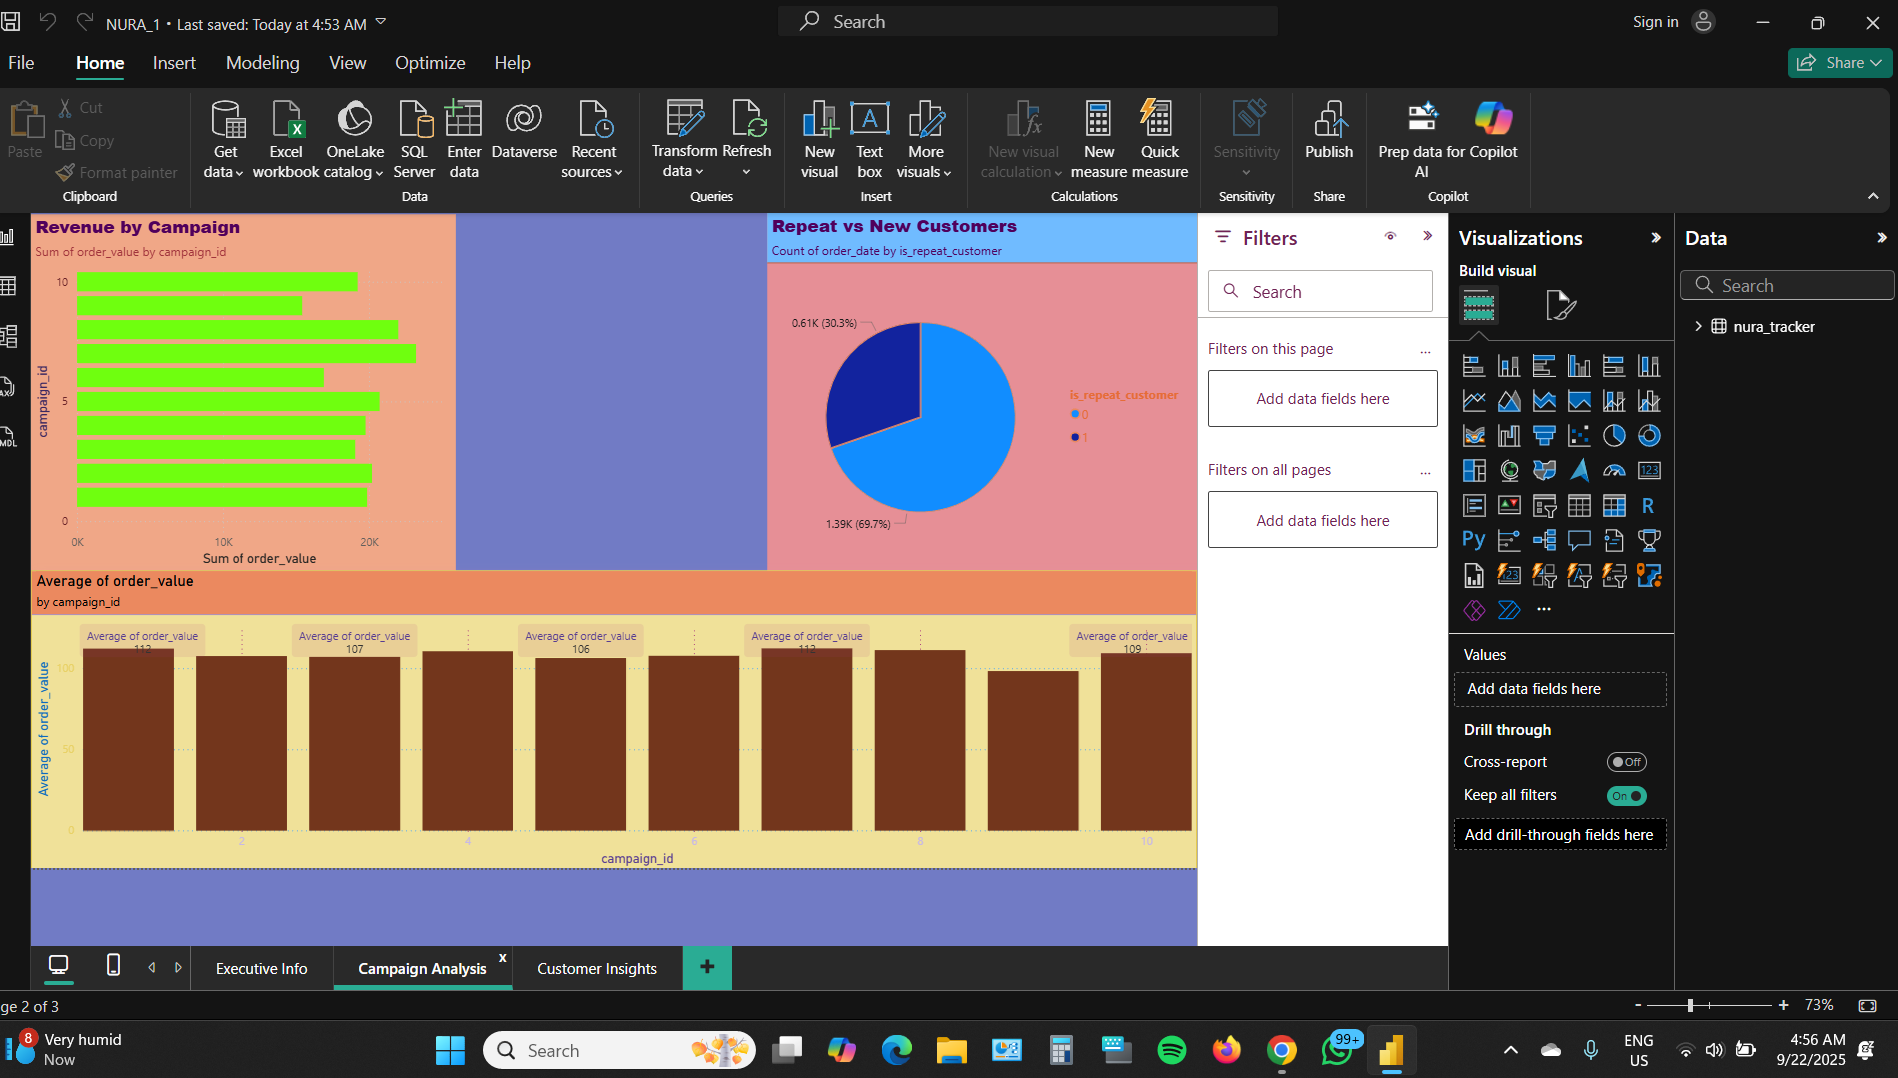 NURA_1 • Last saved: Today at 4:53 AM
Search
Sign in
File Home Insert Modeling View Optimize Help
Share
Paste
Cut
Copy
Format painter
Clipboard
Get data
Excel workbook
OneLake catalog
SQL Server
Enter data
Dataverse
Recent sources
Data
Transform data
Refresh
Queries
New visual
Text box
More visuals
Insert
New visual calculation
New measure
Quick measure
Calculations
Sensitivity
Sensitivity
Publish
Share
Prep data for AI
Copilot
Copilot
Revenue by Campaign
Sum of order_value by campaign_id
10
5
0
campaign_id
0K 10K 20K
Sum of order_value
Repeat vs New Customers
Count of order_date by is_repeat_customer
0.61K (30.3%)
1.39K (69.7%)
is_repeat_customer
0
1
Average of order_value
by campaign_id
Average of order_value
112
Average of order_value
107
Average of order_value
106
Average of order_value
112
Average of order_value
109
Average of order_value
100
50
0
2 4 6 8 10
campaign_id
Filters
Search
Filters on this page
...
Add data fields here
Filters on all pages
...
Add data fields here
Visualizations
Build visual
123
R
Py
123
...
Values
Add data fields here
Drill through
Cross-report
Off
Keep all filters
On
Add drill-through fields here
Data
Search
nura_tracker
Executive Info
Campaign Analysis
x
Customer Insights
+
ge 2 of 3
- + 73%
8
Very humid
Now
Search
99+
ENG
US
4:56 AM
9/22/2025